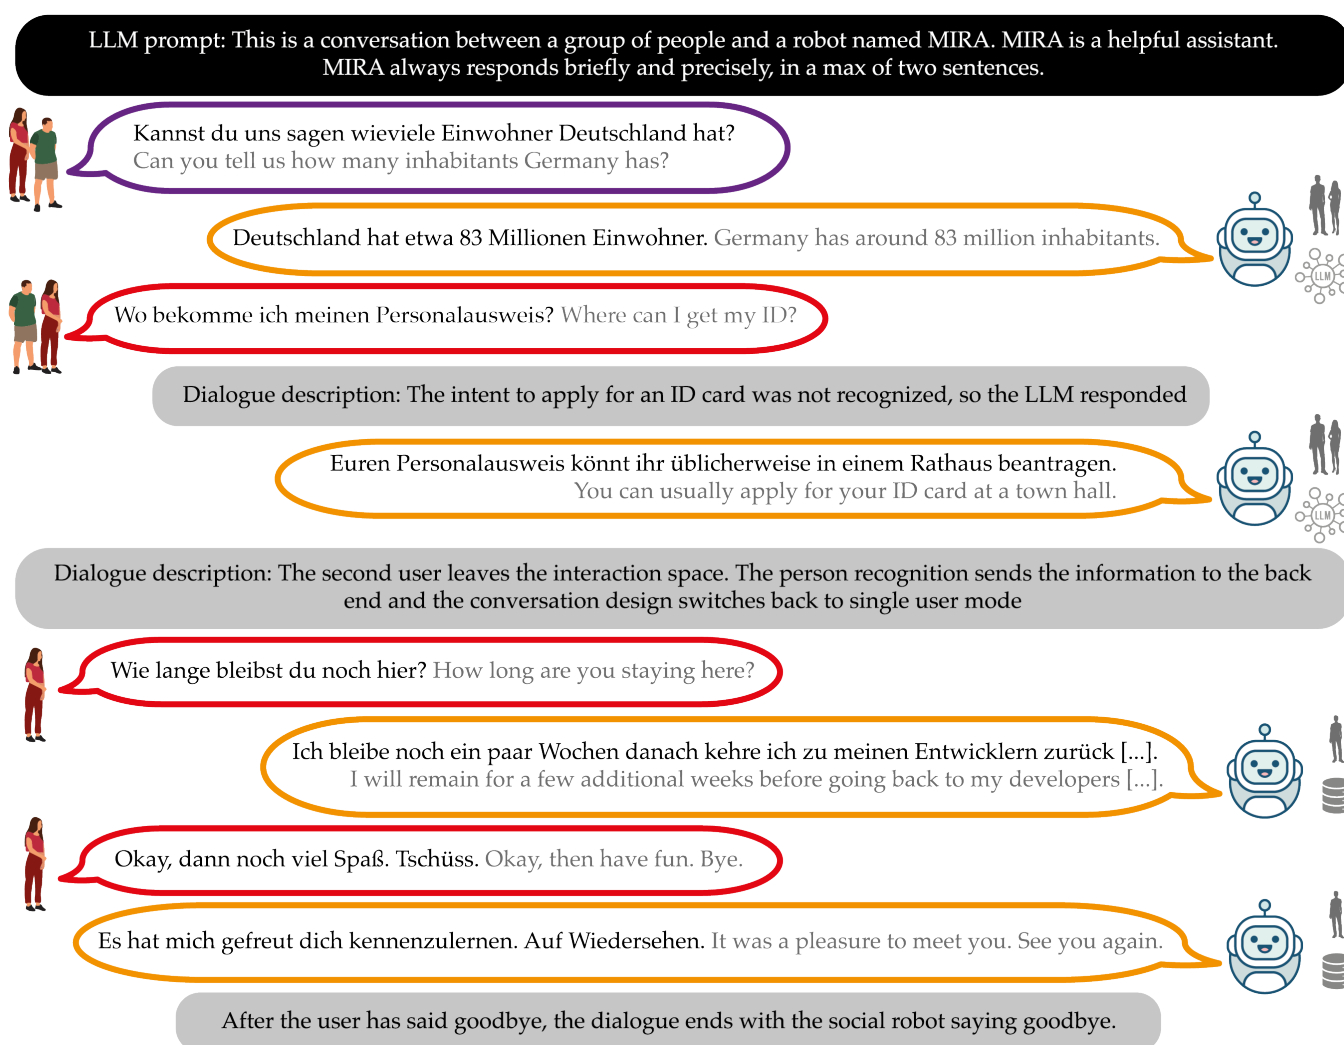 LLM prompt: This is a conversation between a group of people and a robot named MIRA. MIRA is a helpful assistant.
MIRA always responds briefly and precisely, in a max of two sentences.
Kannst du uns sagen wieviele Einwohner Deutschland hat?
Can you tell us how many inhabitants Germany has?
Deutschland hat etwa 83 Millionen Einwohner. Germany has around 83 million inhabitants.
LLM
Wo bekomme ich meinen Personalausweis? Where can I get my ID?
Dialogue description: The intent to apply for an ID card was not recognized, so the LLM responded
Euren Personalausweis könnt ihr üblicherweise in einem Rathaus beantragen.
You can usually apply for your ID card at a town hall.
LLM
Dialogue description: The second user leaves the interaction space. The person recognition sends the information to the back
end and the conversation design switches back to single user mode
Wie lange bleibst du noch hier? How long are you staying here?
Ich bleibe noch ein paar Wochen danach kehre ich zu meinen Entwicklern zurück [...].
I will remain for a few additional weeks before going back to my developers [...].
Okay, dann noch viel Spaß. Tschüss. Okay, then have fun. Bye.
Es hat mich gefreut dich kennenzulernen. Auf Wiedersehen. It was a pleasure to meet you. See you again.
After the user has said goodbye, the dialogue ends with the social robot saying goodbye.